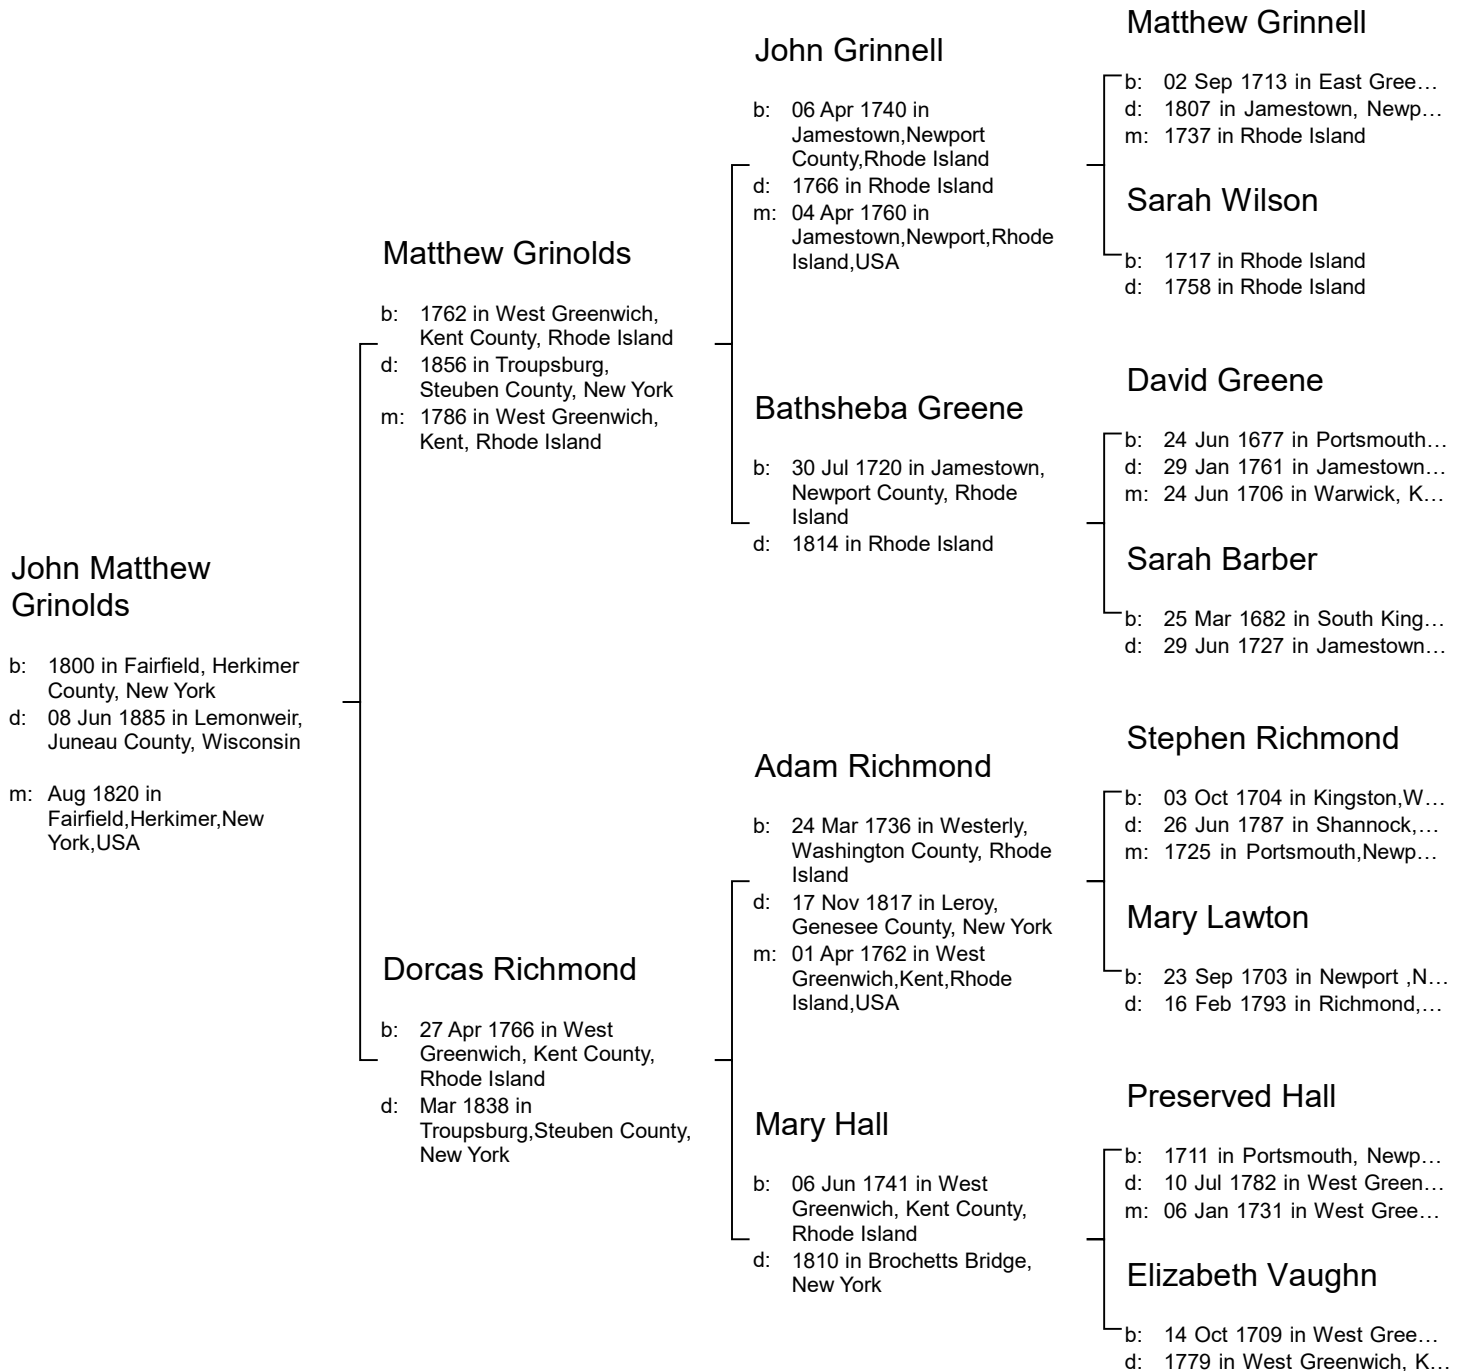 John Matthew
Grinolds
b: 1800 in Fairfield, Herkimer
County, New York
d: 08 Jun 1885 in Lemonweir,
Juneau County, Wisconsin
m: Aug 1820 in
Fairfield,Herkimer,New
York,USA
Matthew Grinolds
b: 1762 in West Greenwich,
Kent County, Rhode Island
d: 1856 in Troupsburg,
Steuben County, New York
m: 1786 in West Greenwich,
Kent, Rhode Island
Dorcas Richmond
b: 27 Apr 1766 in West
Greenwich, Kent County,
Rhode Island
d: Mar 1838 in
Troupsburg,Steuben County,
New York
John Grinnell
b: 06 Apr 1740 in
Jamestown,Newport
County,Rhode Island
d: 1766 in Rhode Island
m: 04 Apr 1760 in
Jamestown,Newport,Rhode
Island,USA
Bathsheba Greene
b: 30 Jul 1720 in Jamestown,
Newport County, Rhode
Island
d: 1814 in Rhode Island
Adam Richmond
b: 24 Mar 1736 in Westerly,
Washington County, Rhode
Island
d: 17 Nov 1817 in Leroy,
Genesee County, New York
m: 01 Apr 1762 in West
Greenwich,Kent,Rhode
Island,USA
Mary Hall
b: 06 Jun 1741 in West
Greenwich, Kent County,
Rhode Island
d: 1810 in Brochetts Bridge,
New York
Matthew Grinnell
b: 02 Sep 1713 in East Gree…
d: 1807 in Jamestown, Newp…
m: 1737 in Rhode Island
Sarah Wilson
b: 1717 in Rhode Island
d: 1758 in Rhode Island
David Greene
b: 24 Jun 1677 in Portsmouth…
d: 29 Jan 1761 in Jamestown…
m: 24 Jun 1706 in Warwick, K…
Sarah Barber
b: 25 Mar 1682 in South King…
d: 29 Jun 1727 in Jamestown…
Stephen Richmond
b: 03 Oct 1704 in Kingston,W…
d: 26 Jun 1787 in Shannock,…
m: 1725 in Portsmouth,Newp…
Mary Lawton
b: 23 Sep 1703 in Newport ,N…
d: 16 Feb 1793 in Richmond,…
Preserved Hall
b: 1711 in Portsmouth, Newp…
d: 10 Jul 1782 in West Green…
m: 06 Jan 1731 in West Gree…
Elizabeth Vaughn
b: 14 Oct 1709 in West Gree…
d: 1779 in West Greenwich, K…